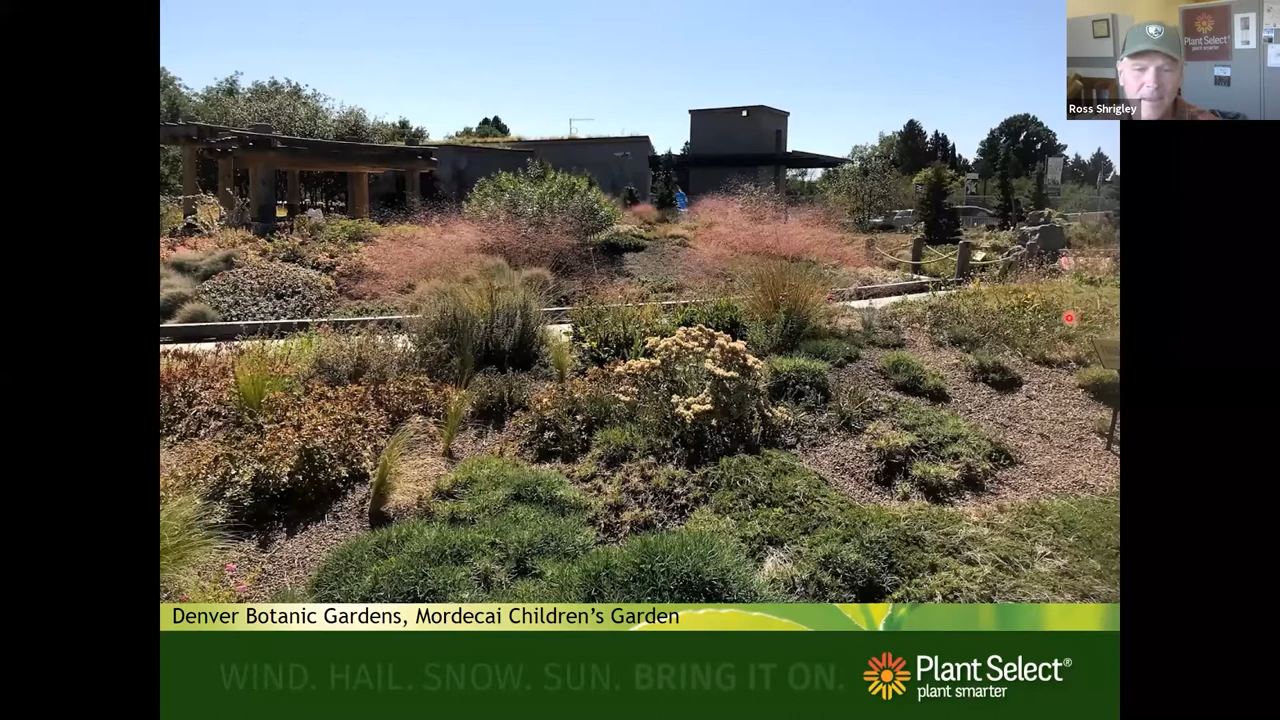 Plant Select®
plant smarter
Ross Shrigley
Denver Botanic Gardens, Mordecai Children's Garden
WIND. HAIL. SNOW. SUN. BRING IT ON.
Plant Select®
plant smarter